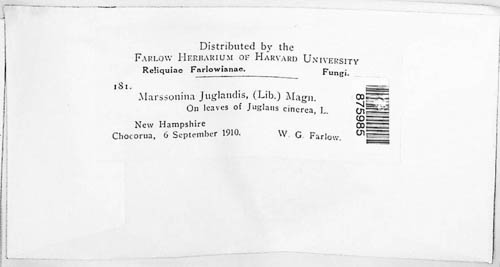 Distributed by the
FARLOW HERBARIUM OF HARVARD UNIVERSITY
Reliquiae Farlowianae. Fungi.
181.
Marssonina Juglandis, (Lib.) Magn.
On leaves of Juglans cinerea, L.
New Hampshire
Chocorua, 6 September 1910. W. G. Farlow.
875985